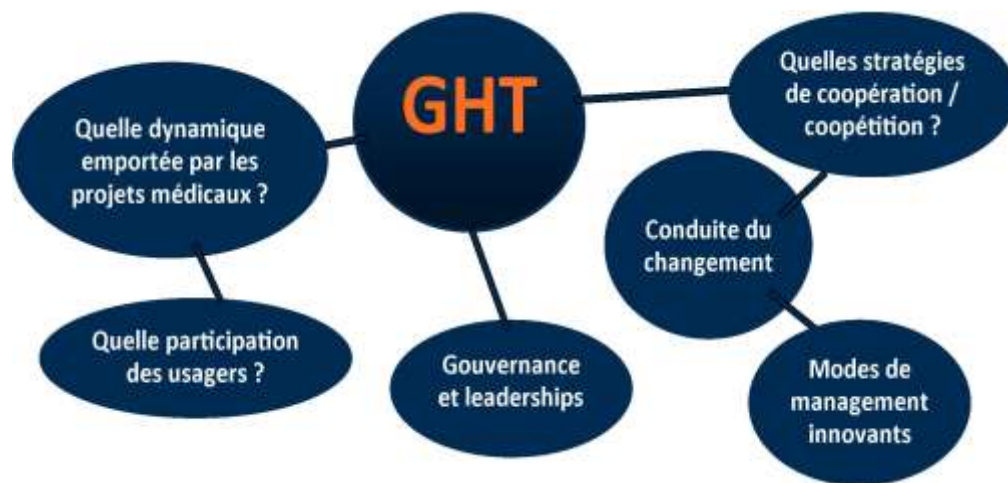 GHT
Quelle dynamique
emportée par les
projets médicaux ?
Quelle participation
des usagers ?
Gouvernance
et leaderships
Quelles stratégies
de coopération /
coopétition ?
Conduite du
changement
Modes de
management
innovants